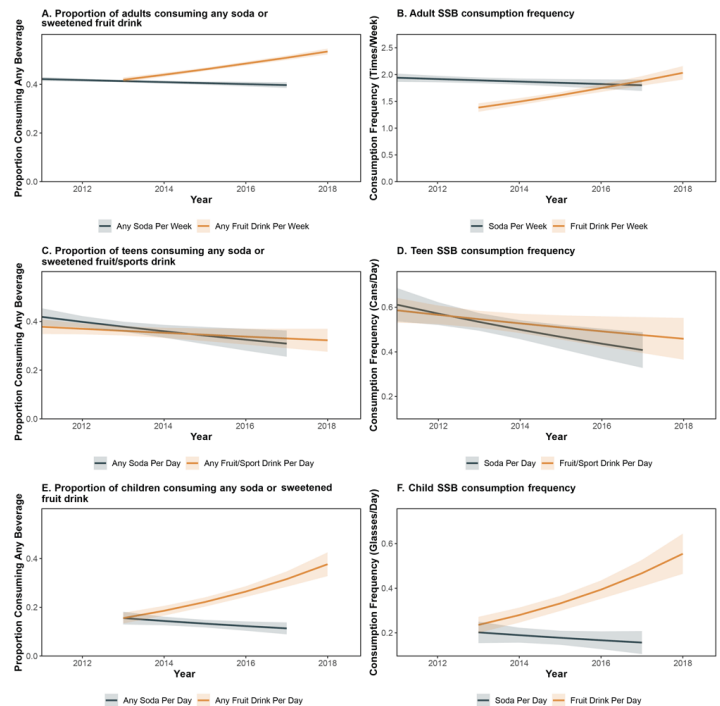 A. Proportion of adults consuming any soda or
sweetened fruit drink
Proportion Consuming Any Beverage
0.4
0.2
0.0
2012 2014 2016 2018
Year
Any Soda Per Week Any Fruit Drink Per Week
B. Adult SSB consumption frequency
Consumption Frequency (Times/Week)
2.5
2.0
1.5
1.0
0.5
0.0
2012 2014 2016 2018
Year
Soda Per Week Fruit Drink Per Week
C. Proportion of teens consuming any soda or
sweetened fruit/sports drink
Proportion Consuming Any Beverage
0.4
0.2
0.0
2012 2014 2016 2018
Year
Any Soda Per Day Any Fruit/Sport Drink Per Day
D. Teen SSB consumption frequency
Consumption Frequency (Cans/Day)
0.6
0.4
0.2
2012 2014 2016 2018
Year
Soda Per Day Fruit/Sport Drink Per Day
E. Proportion of children consuming any soda or sweetened
fruit drink
Proportion Consuming Any Beverage
0.4
0.2
0.0
2012 2014 2016 2018
Year
Any Soda Per Day Any Fruit Drink Per Day
F. Child SSB consumption frequency
Consumption Frequency (Glasses/Day)
0.6
0.4
0.2
2012 2014 2016 2018
Year
Soda Per Day Fruit Drink Per Day